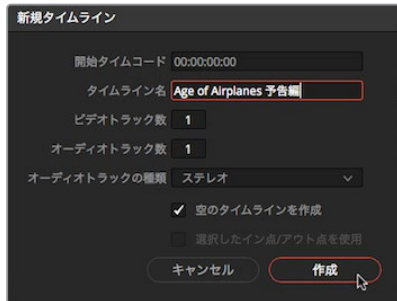 新規タイムライン
開始タイムコード 00:00:00:00
タイムライン名 Age of Airplanes 予告編
ビデオトラック数 1
オーディオトラック数 1
オーディオトラックの種類 ステレオ
空のタイムラインを作成
選択したイン点/アウト点を使用
キャンセル 作成